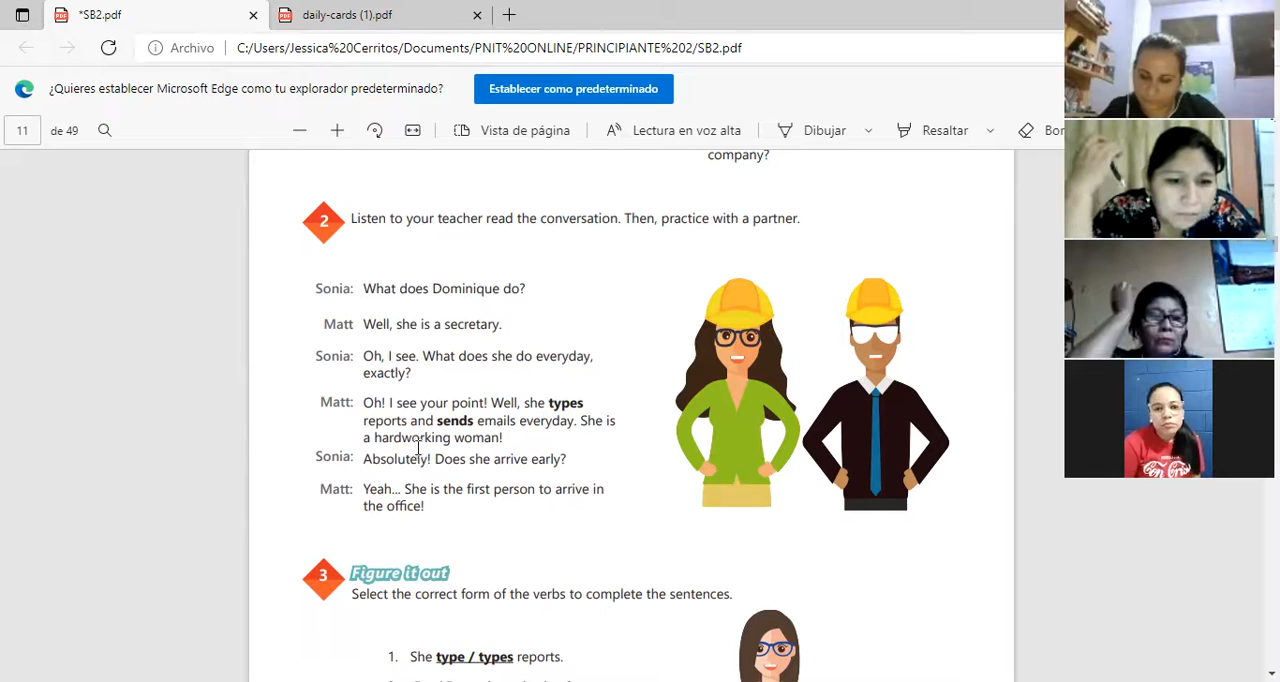 *SB2.pdf
daily-cards (1).pdf
Archivo
C:/Users/Jessica%20Cerritos/Documents/PNIT%20ONLINE/PRINCIPIANTE%202/SB2.pdf
¿Quieres establecer Microsoft Edge como tu explorador predeterminado?
Establecer como predeterminado
11 de 49
Vista de página
Lectura en voz alta
Dibujar
Resaltar
company?
2 Listen to your teacher read the conversation. Then, practice with a partner.
Sonia: What does Dominique do?
Matt Well, she is a secretary.
Sonia: Oh, I see. What does she do everyday,
exactly?
Matt: Oh! I see your point! Well, she types
reports and sends emails everyday. She is
a hardworking woman!
Sonia: Absolutely! Does she arrive early?
Matt: Yeah... She is the first person to arrive in
the office!
3 Figure it out
Select the correct form of the verbs to complete the sentences.
1. She type / types reports.